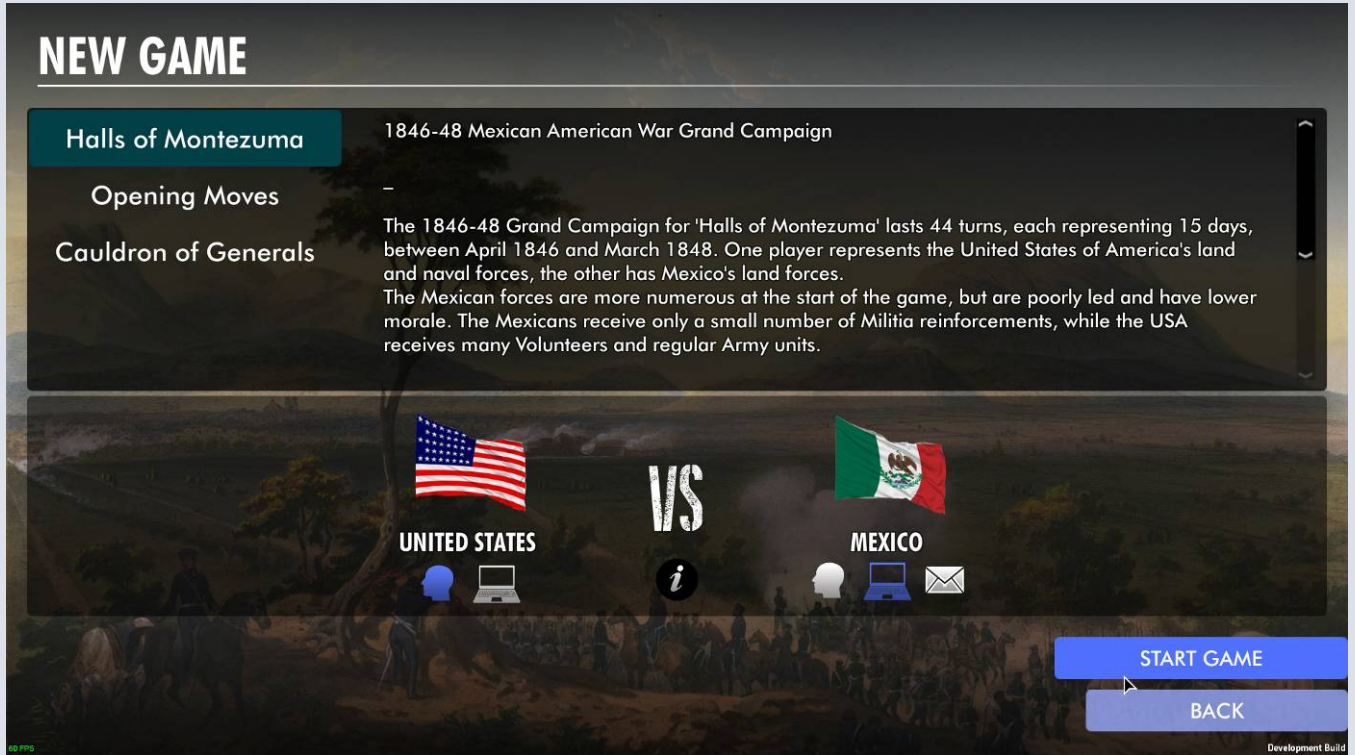 NEW GAME
Halls of Montezuma
Opening Moves
Cauldron of Generals
1846-48 Mexican American War Grand Campaign
–
The 1846-48 Grand Campaign for 'Halls of Montezuma' lasts 44 turns, each representing 15 days,
between April 1846 and March 1848. One player represents the United States of America's land
and naval forces, the other has Mexico's land forces.
The Mexican forces are more numerous at the start of the game, but are poorly led and have lower
morale. The Mexicans receive only a small number of Militia reinforcements, while the USA
receives many Volunteers and regular Army units.
VS
UNITED STATES
MEXICO
i
START GAME
BACK
60 FPS
Development Build